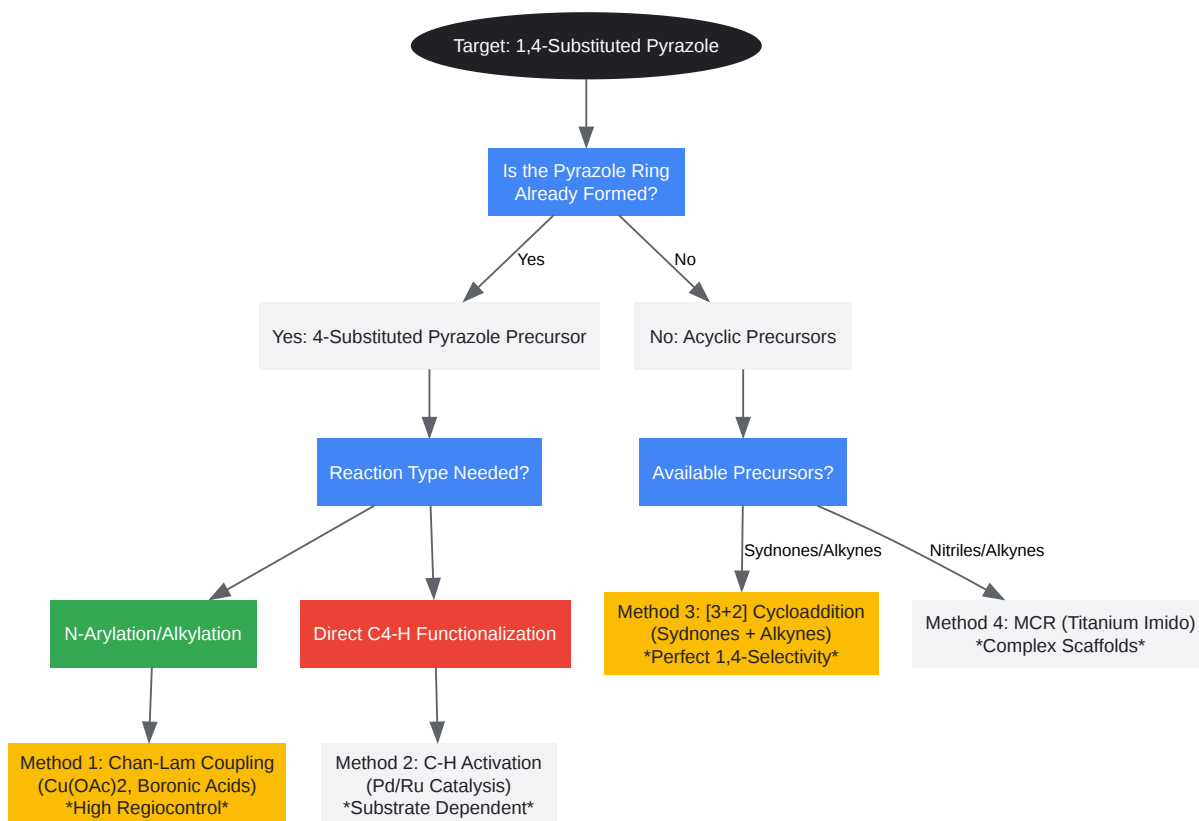 Target: 1,4-Substituted Pyrazole
Is the Pyrazole Ring
Already Formed?
Yes
No
Yes: 4-Substituted Pyrazole Precursor
No: Acyclic Precursors
Reaction Type Needed?
Available Precursors?
Sydnones/Alkynes
Nitriles/Alkynes
N-Arylation/Alkylation
Direct C4-H Functionalization
Method 3: [3+2] Cycloaddition
(Sydnones + Alkynes)
*Perfect 1,4-Selectivity*
Method 4: MCR (Titanium Imido)
*Complex Scaffolds*
Method 1: Chan-Lam Coupling
(Cu(OAc)2, Boronic Acids)
*High Regiocontrol*
Method 2: C-H Activation
(Pd/Ru Catalysis)
*Substrate Dependent*